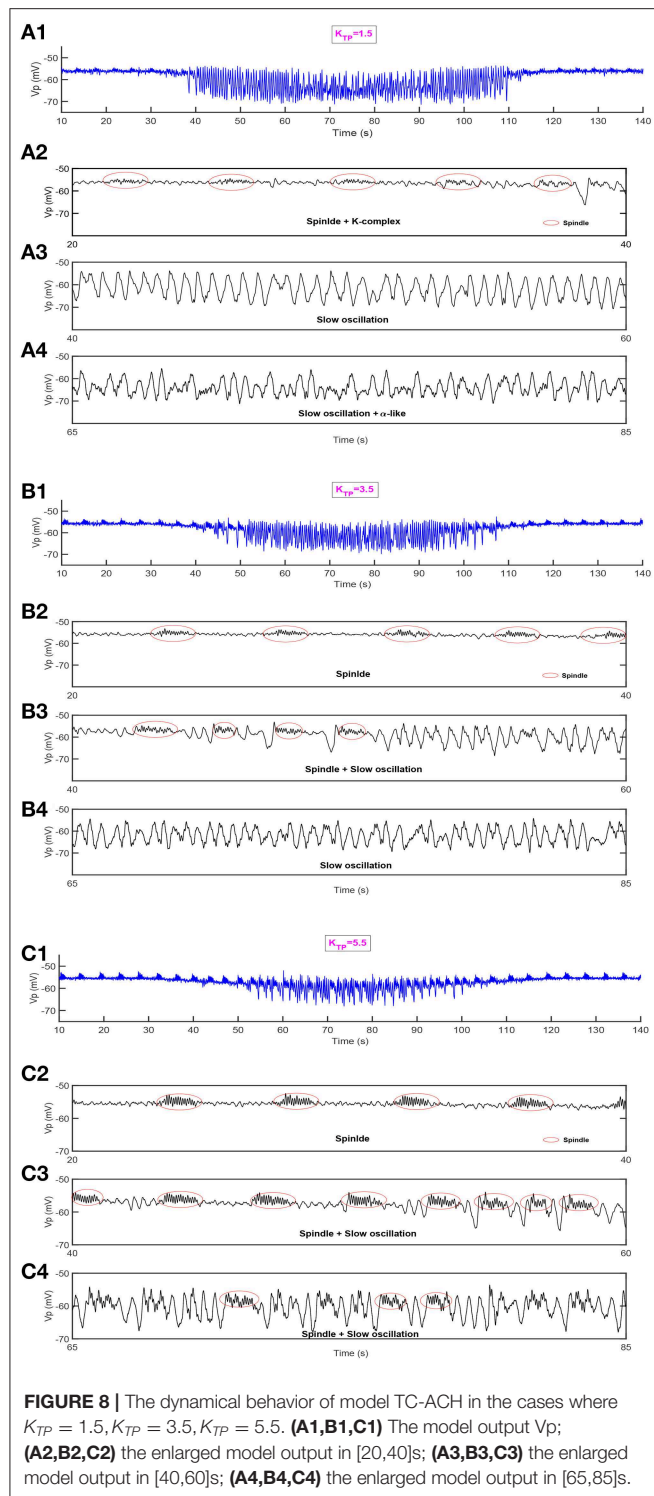 A1
K_TP=1.5
Vp (mV)
-50
-60
-70
10 20 30 40 50 60 70 80 90 100 110 120 130 140
Time (s)
A2
Vp (mV)
-50
-60
-70
Spinlde + K-complex
Spindle
20 40
A3
Vp (mV)
-50
-60
-70
Slow oscillation
40 60
A4
Vp (mV)
-50
-60
-70
Slow oscillation + α-like
65 85
Time (s)
B1
K_TP=3.5
Vp (mV)
-50
-60
-70
10 20 30 40 50 60 70 80 90 100 110 120 130 140
Time (s)
B2
Vp (mV)
-50
-60
-70
Spinlde
Spindle
20 40
B3
Vp (mV)
-50
-60
-70
Spindle + Slow oscillation
40 60
B4
Vp (mV)
-50
-60
-70
Slow oscillation
65 85
Time (s)
C1
K_TP=5.5
Vp (mV)
-50
-60
-70
10 20 30 40 50 60 70 80 90 100 110 120 130 140
Time (s)
C2
Vp (mV)
-50
-60
-70
Spinlde
Spindle
20 40
C3
Vp (mV)
-50
-60
-70
Spindle + Slow oscillation
40 60
C4
Vp (mV)
-50
-60
-70
Spindle + Slow oscillation
65 85
Time (s)
FIGURE 8 | The dynamical behavior of model TC-ACH in the cases where
K_TP = 1.5, K_TP = 3.5, K_TP = 5.5. (A1,B1,C1) The model output Vp;
(A2,B2,C2) the enlarged model output in [20,40]s; (A3,B3,C3) the enlarged
model output in [40,60]s; (A4,B4,C4) the enlarged model output in [65,85]s.